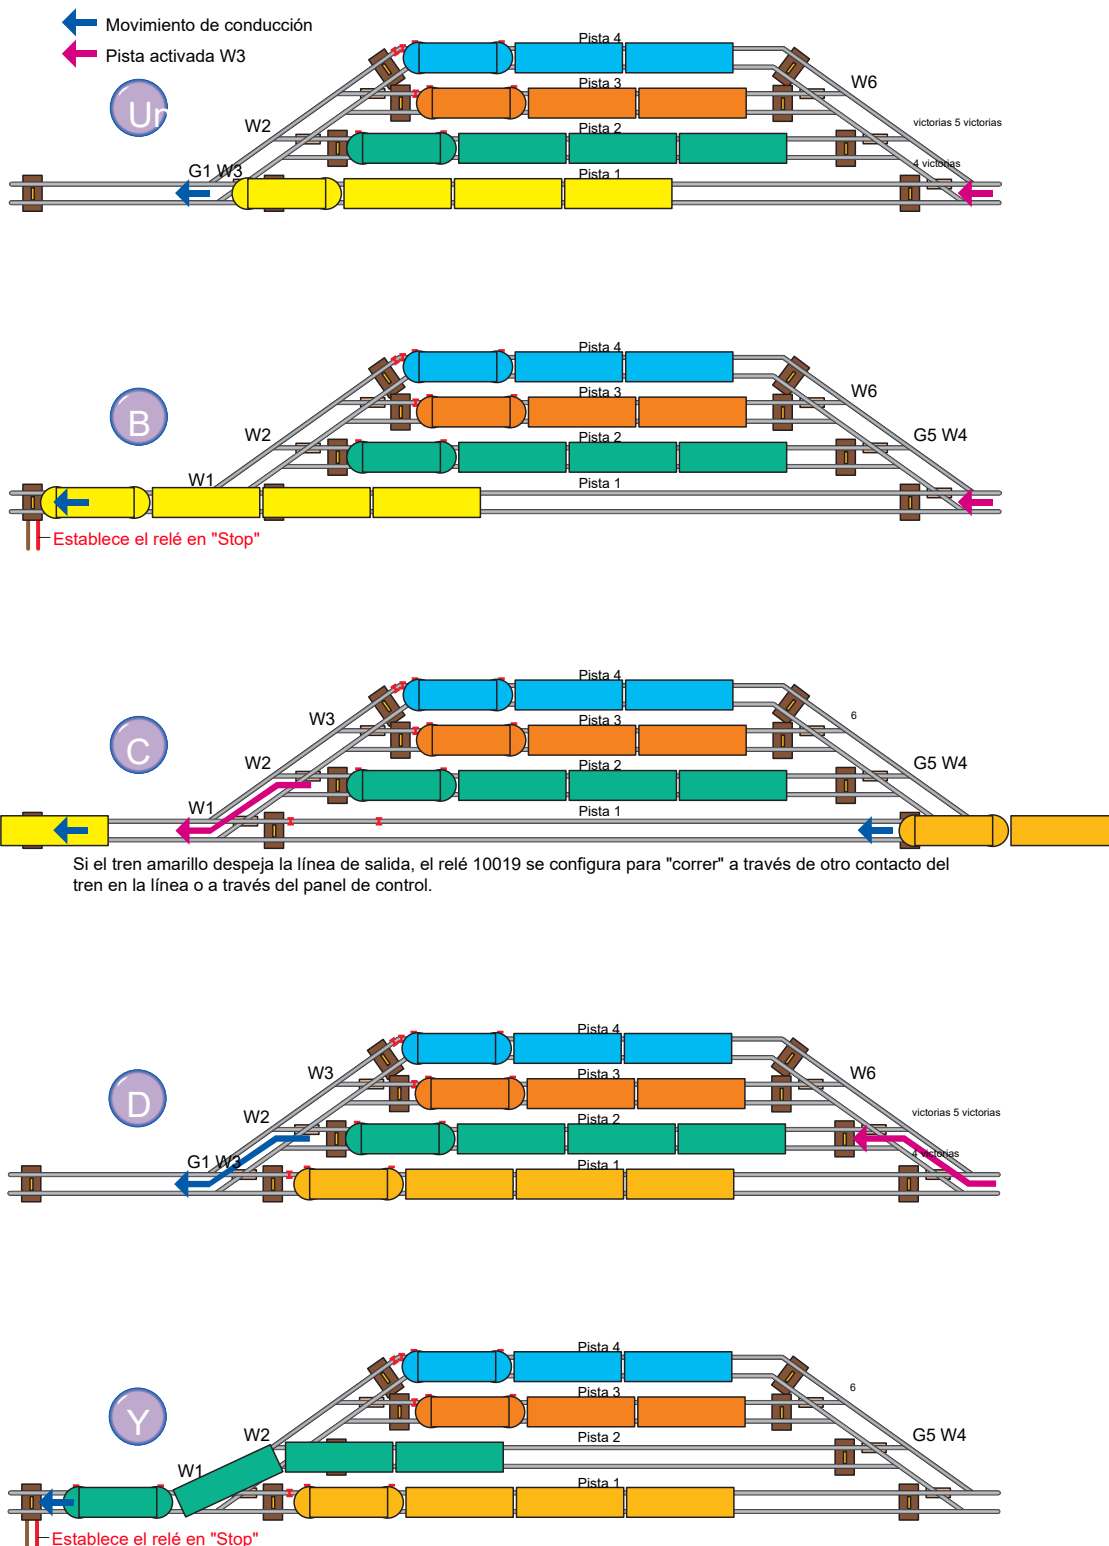 Movimiento de conducción
Pista activada W3
Un
Pista 4
Pista 3
W6
W2
Pista 2
victorias 5 victorias
G1 W3
Pista 1
4 victorias
B
Pista 4
Pista 3
W6
W2
Pista 2
G5 W4
W1
Pista 1
Establece el relé en "Stop"
C
Pista 4
W3
Pista 3
6
W2
Pista 2
G5 W4
W1
Pista 1
Si el tren amarillo despeja la línea de salida, el relé 10019 se configura para "correr" a través de otro contacto del
tren en la línea o a través del panel de control.
D
Pista 4
W3
Pista 3
W6
W2
Pista 2
victorias 5 victorias
G1 W3
Pista 1
4 victorias
Y
Pista 4
Pista 3
6
W2
Pista 2
G5 W4
W1
Pista 1
Establece el relé en "Stop"